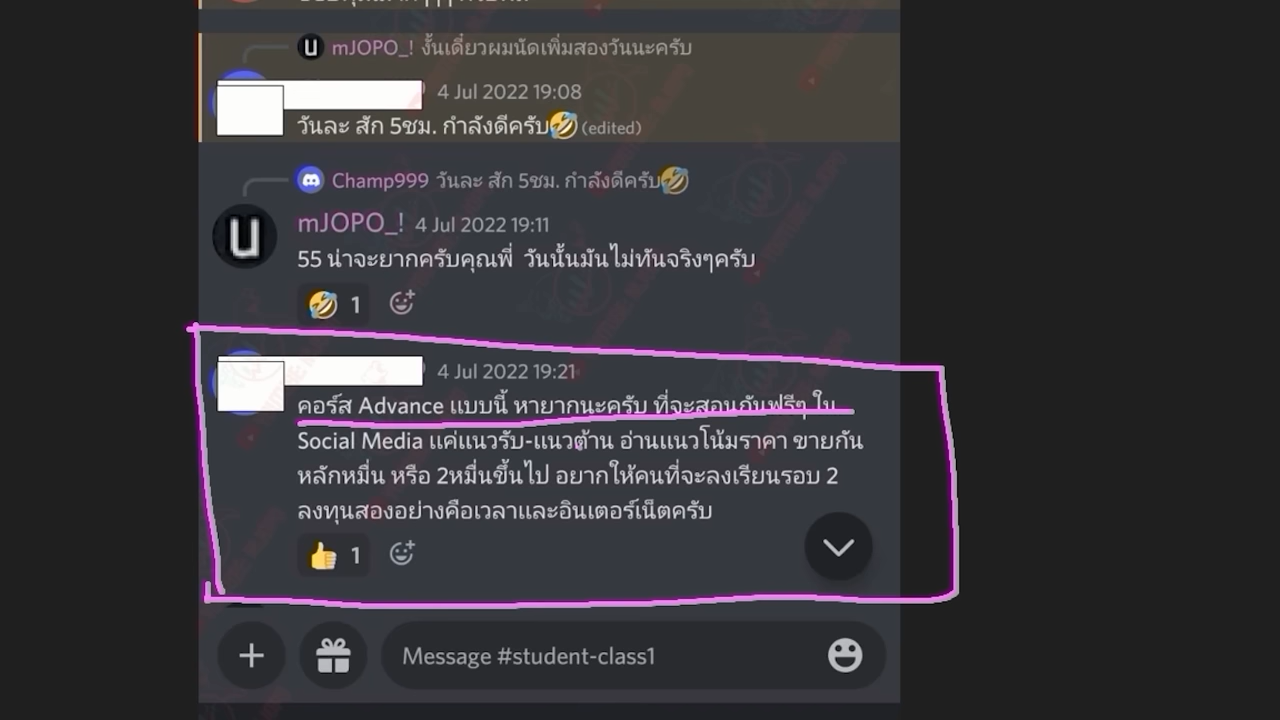 mJOPO_! งั้นเดี๋ยวผมนัดเพิ่มสองวันนะครับ
4 Jul 2022 19:08
วันละ สัก 5ชม. กำลังดีครับ🤣 (edited)
Champ999 วันละ สัก 5ชม. กำลังดีครับ🤣
mJOPO_! 4 Jul 2022 19:11
55 น่าจะยากครับคุณพี่ วันนั้นมันไม่ทันจริงๆครับ
🤣 1
4 Jul 2022 19:21
คอร์ส Advance แบบนี้ หายากนะครับ ที่จะสอนกันฟรีๆ ใน
Social Media แค่แนวรับ-แนวต้าน อ่านแนวโน้มราคา ขายกัน
หลักหมื่น หรือ 2หมื่นขึ้นไป อยากให้คนที่จะลงเรียนรอบ 2
ลงทุนสองอย่างคือเวลาและอินเตอร์เน็ตครับ
👍 1
Message #student-class1